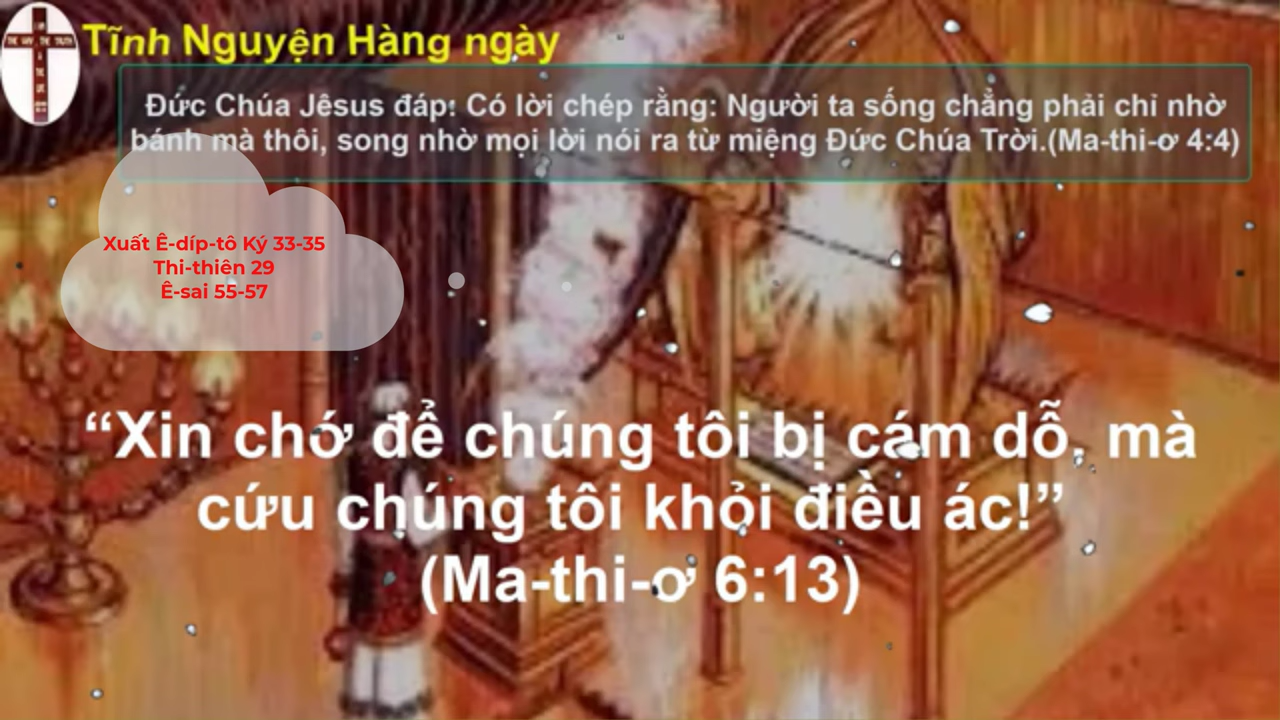 Tĩnh Nguyện Hàng ngày
Đức Chúa Jêsus đáp: Có lời chép rằng: Người ta sống chẳng phải chỉ nhờ
bánh mà thôi, song nhờ mọi lời nói ra từ miệng Đức Chúa Trời.(Ma-thi-ơ 4:4)
Xuất Ê-díp-tô Ký 33-35
Thi-thiên 29
Ê-sai 55-57
“Xin chớ để chúng tôi bị cám dỗ, mà
cứu chúng tôi khỏi điều ác!”
(Ma-thi-ơ 6:13)